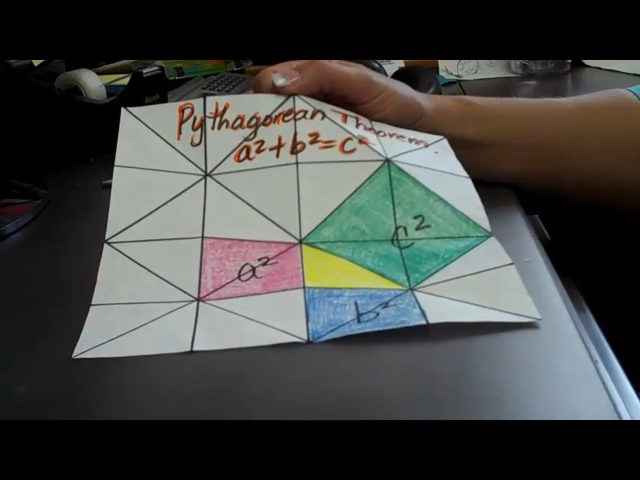 Pythagorean Theorem.
a²+b²=c²
c²
a²
b²